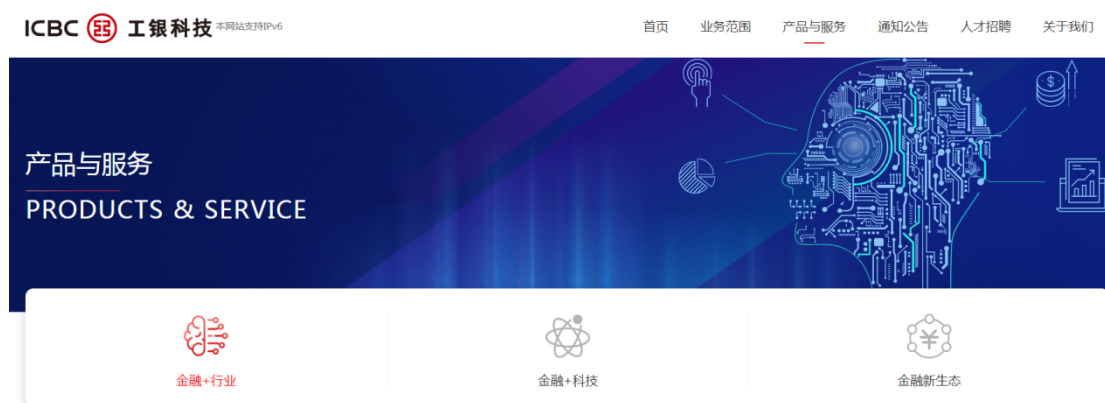 ICBC 工银科技 本网站支持IPv6
首页 业务范围 产品与服务 通知公告 人才招聘 关于我们
产品与服务
PRODUCTS & SERVICE
金融+行业 金融+科技 金融新生态